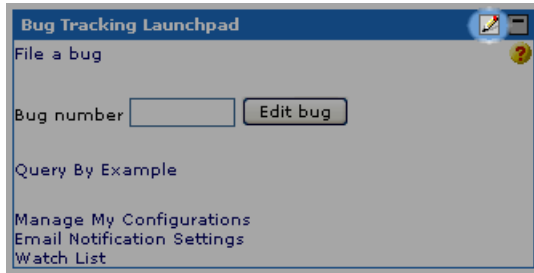 Bug Tracking Launchpad
File a bug
?
Bug number Edit bug
Query By Example
Manage My Configurations
Email Notification Settings
Watch List